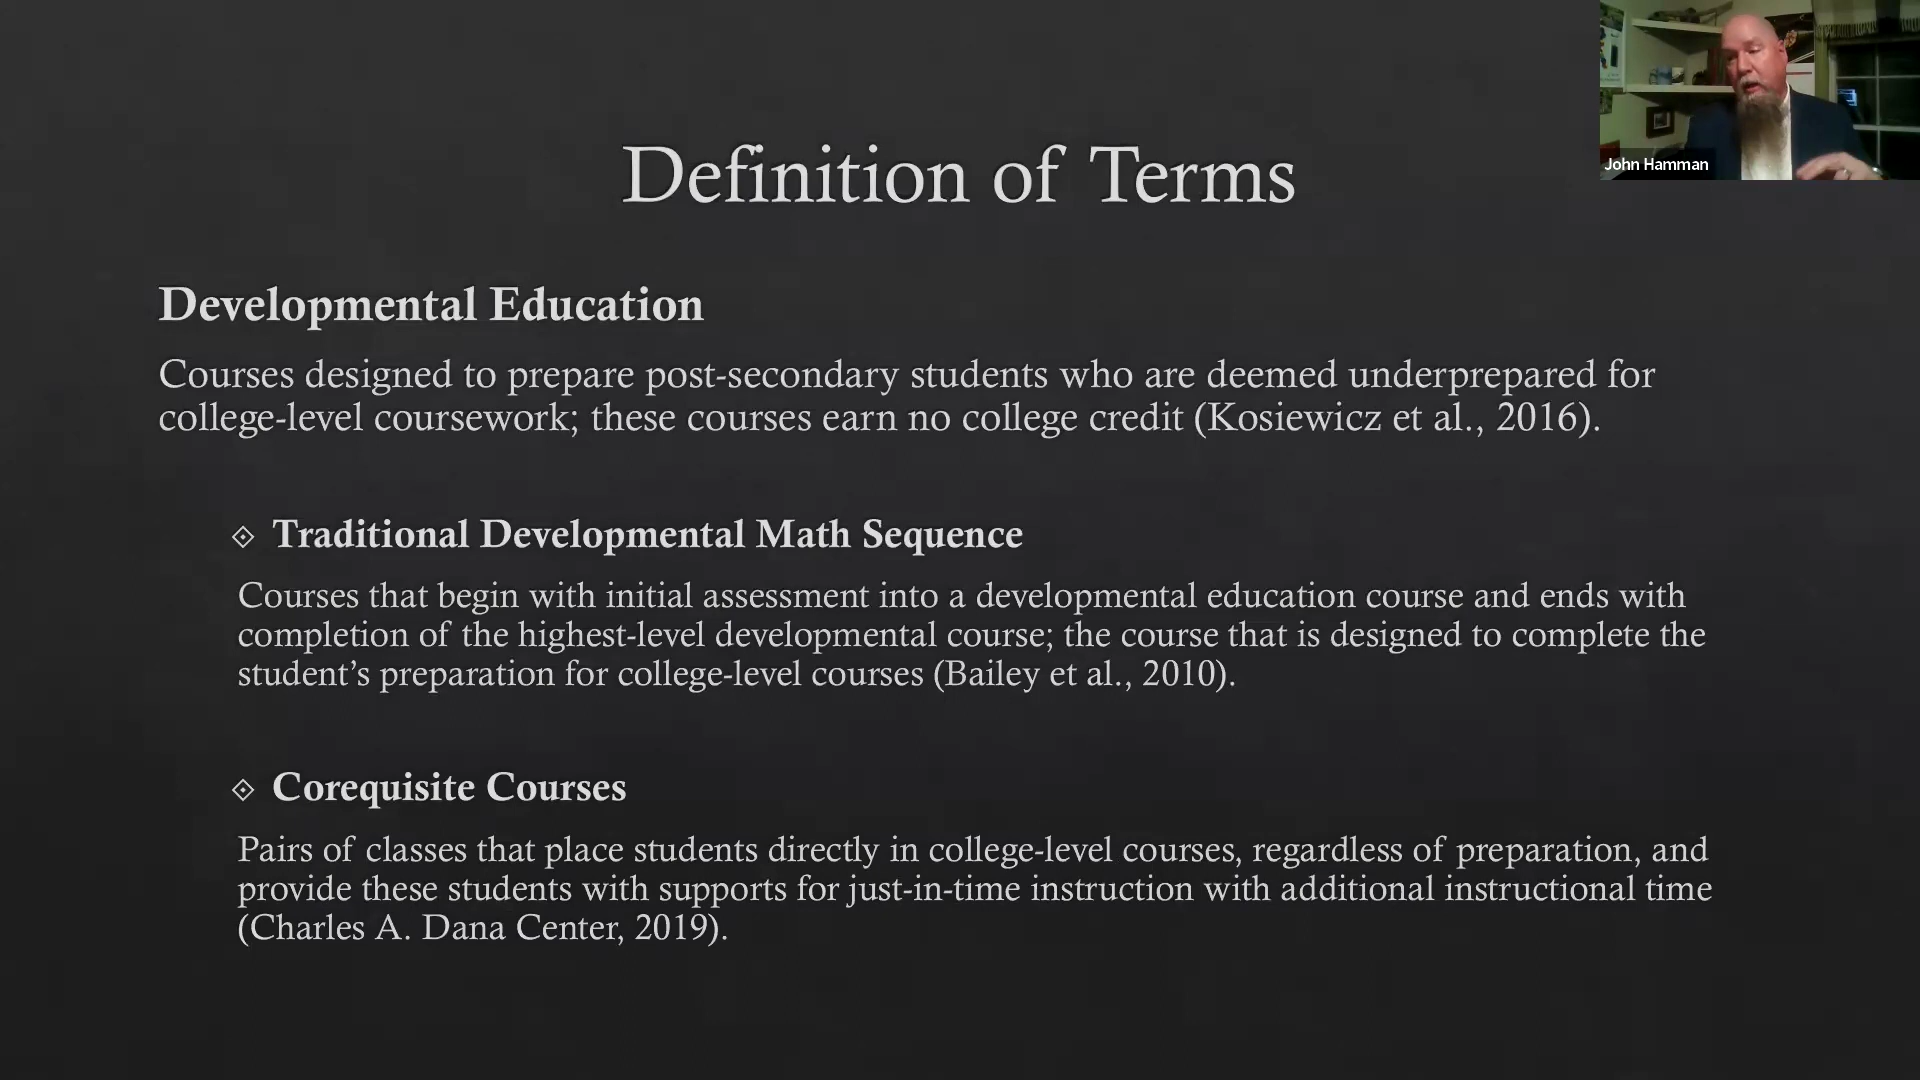 Definition of Terms
John Hamman
Developmental Education
Courses designed to prepare post-secondary students who are deemed underprepared for
college-level coursework; these courses earn no college credit (Kosiewicz et al., 2016).
Traditional Developmental Math Sequence
Courses that begin with initial assessment into a developmental education course and ends with
completion of the highest-level developmental course; the course that is designed to complete the
student’s preparation for college-level courses (Bailey et al., 2010).
Corequisite Courses
Pairs of classes that place students directly in college-level courses, regardless of preparation, and
provide these students with supports for just-in-time instruction with additional instructional time
(Charles A. Dana Center, 2019).